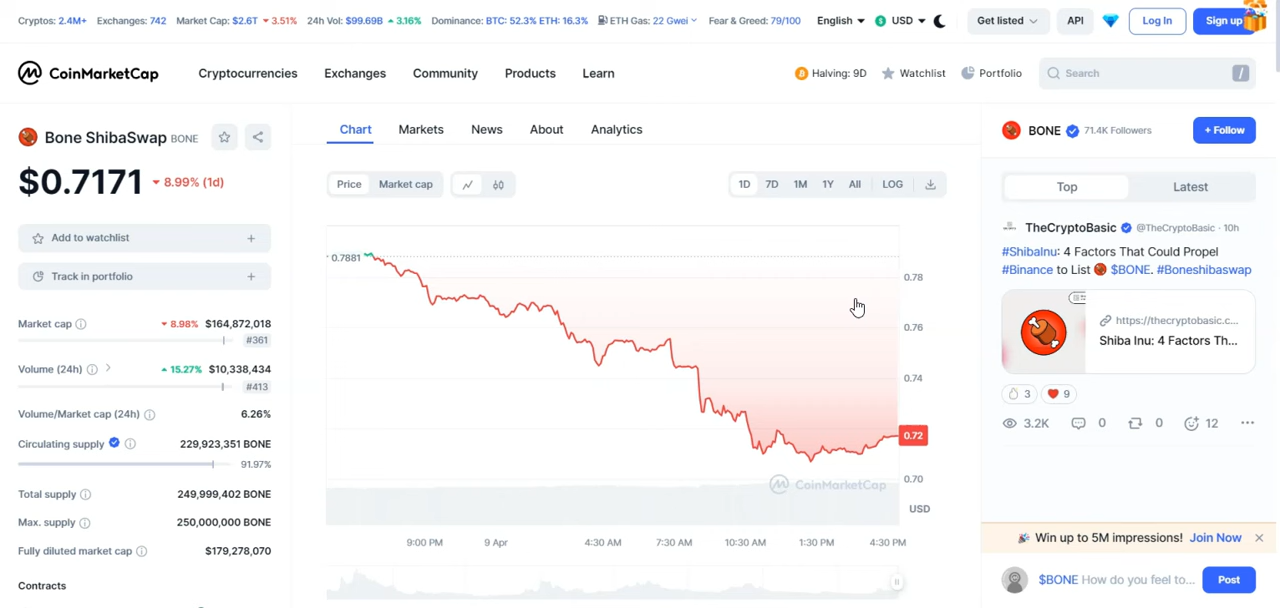 Cryptos: 2.4M+ Exchanges: 742 Market Cap: $2.6T 3.51% 24h Vol: $99.69B 3.16% Dominance: BTC: 52.3% ETH: 16.3% ETH Gas: 22 Gwei Fear & Greed: 79/100 English USD Get listed API Log In Sign up
CoinMarketCap Cryptocurrencies Exchanges Community Products Learn Halving: 9D Watchlist Portfolio Search /
Bone ShibaSwap BONE
$0.7171 8.99% (1d)
Add to watchlist +
Track in portfolio +
Market cap 8.98% $164,872,018
#361
Volume (24h) 15.27% $10,338,434
#413
Volume/Market cap (24h) 6.26%
Circulating supply 229,923,351 BONE
91.97%
Total supply 249,999,402 BONE
Max. supply 250,000,000 BONE
Fully diluted market cap $179,278,070
Contracts
Chart Markets News About Analytics
Price Market cap 1D 7D 1M 1Y All LOG
0.7881
0.78
0.76
0.74
0.72
0.70
CoinMarketCap
USD
9:00 PM 9 Apr 4:30 AM 7:30 AM 10:30 AM 1:30 PM 4:30 PM
BONE 71.4K Followers + Follow
Top Latest
TheCryptoBasic @TheCryptoBasic · 10h
#ShibaInu: 4 Factors That Could Propel
#Binance to List $BONE. #Boneshibaswap
https://thecryptobasic.c...
Shiba Inu: 4 Factors Th...
3 9
3.2K 0 0 12
Win up to 5M impressions! Join Now
$BONE How do you feel to... Post